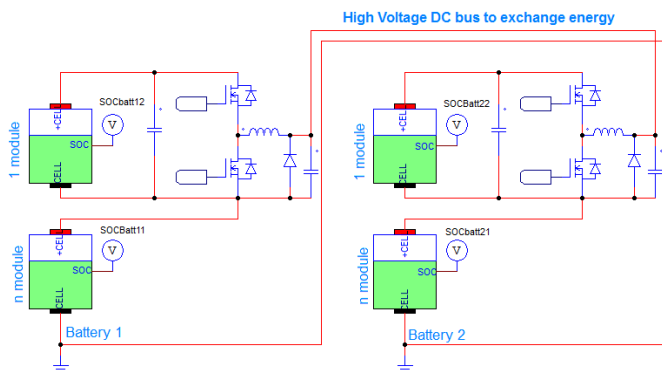 High Voltage DC bus to exchange energy
SOCbatt12
V
+CELL
SOC
CELL
1 module
SOCBatt22
V
+CELL
SOC
CELL
1 module
SOCBatt11
V
+CELL
SOC
CELL
n module
Battery 1
SOCbatt21
V
+CELL
SOC
CELL
n module
Battery 2